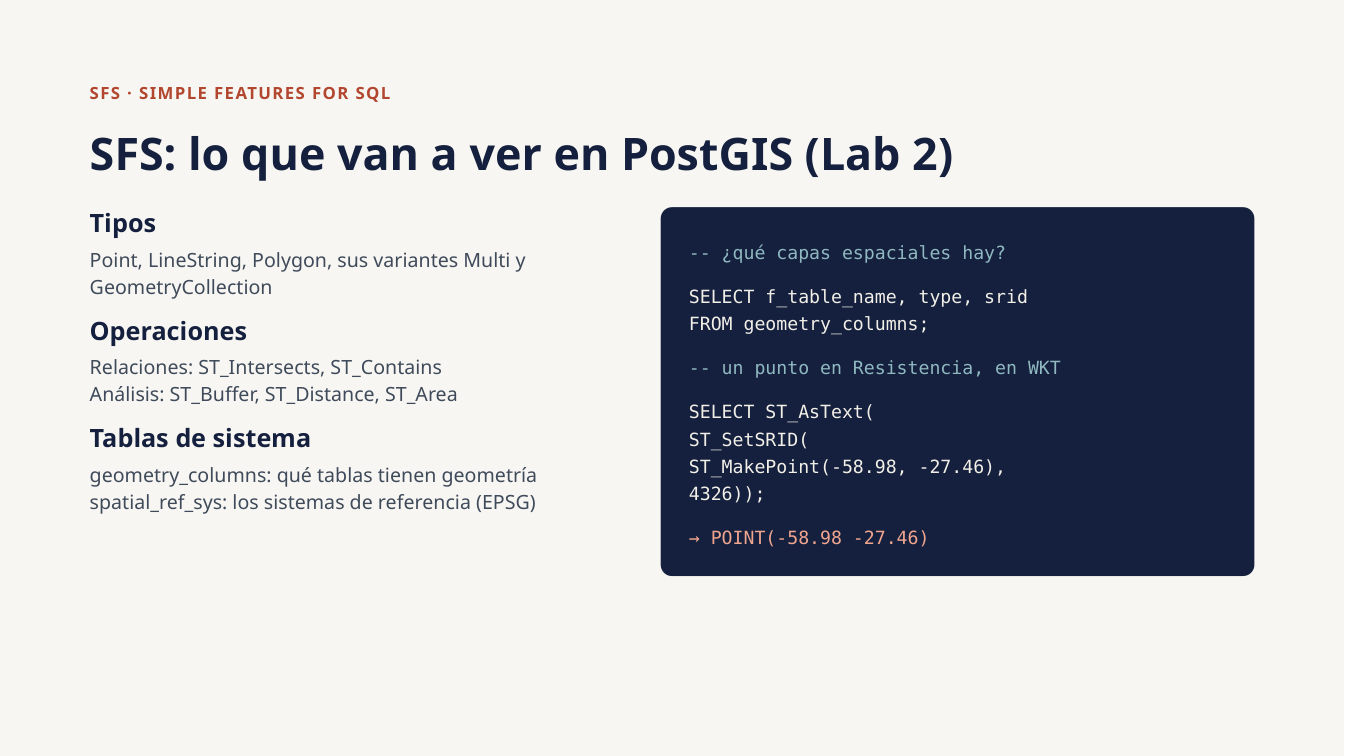 SFS · SIMPLE FEATURES FOR SQL
SFS: lo que van a ver en PostGIS (Lab 2)
Tipos
Point, LineString, Polygon, sus variantes Multi y
GeometryCollection
Operaciones
Relaciones: ST_Intersects, ST_Contains
Análisis: ST_Buffer, ST_Distance, ST_Area
Tablas de sistema
geometry_columns: qué tablas tienen geometría
spatial_ref_sys: los sistemas de referencia (EPSG)
-- ¿qué capas espaciales hay?
SELECT f_table_name, type, srid
FROM geometry_columns;
-- un punto en Resistencia, en WKT
SELECT ST_AsText(
ST_SetSRID(
ST_MakePoint(-58.98, -27.46),
4326));
→ POINT(-58.98 -27.46)